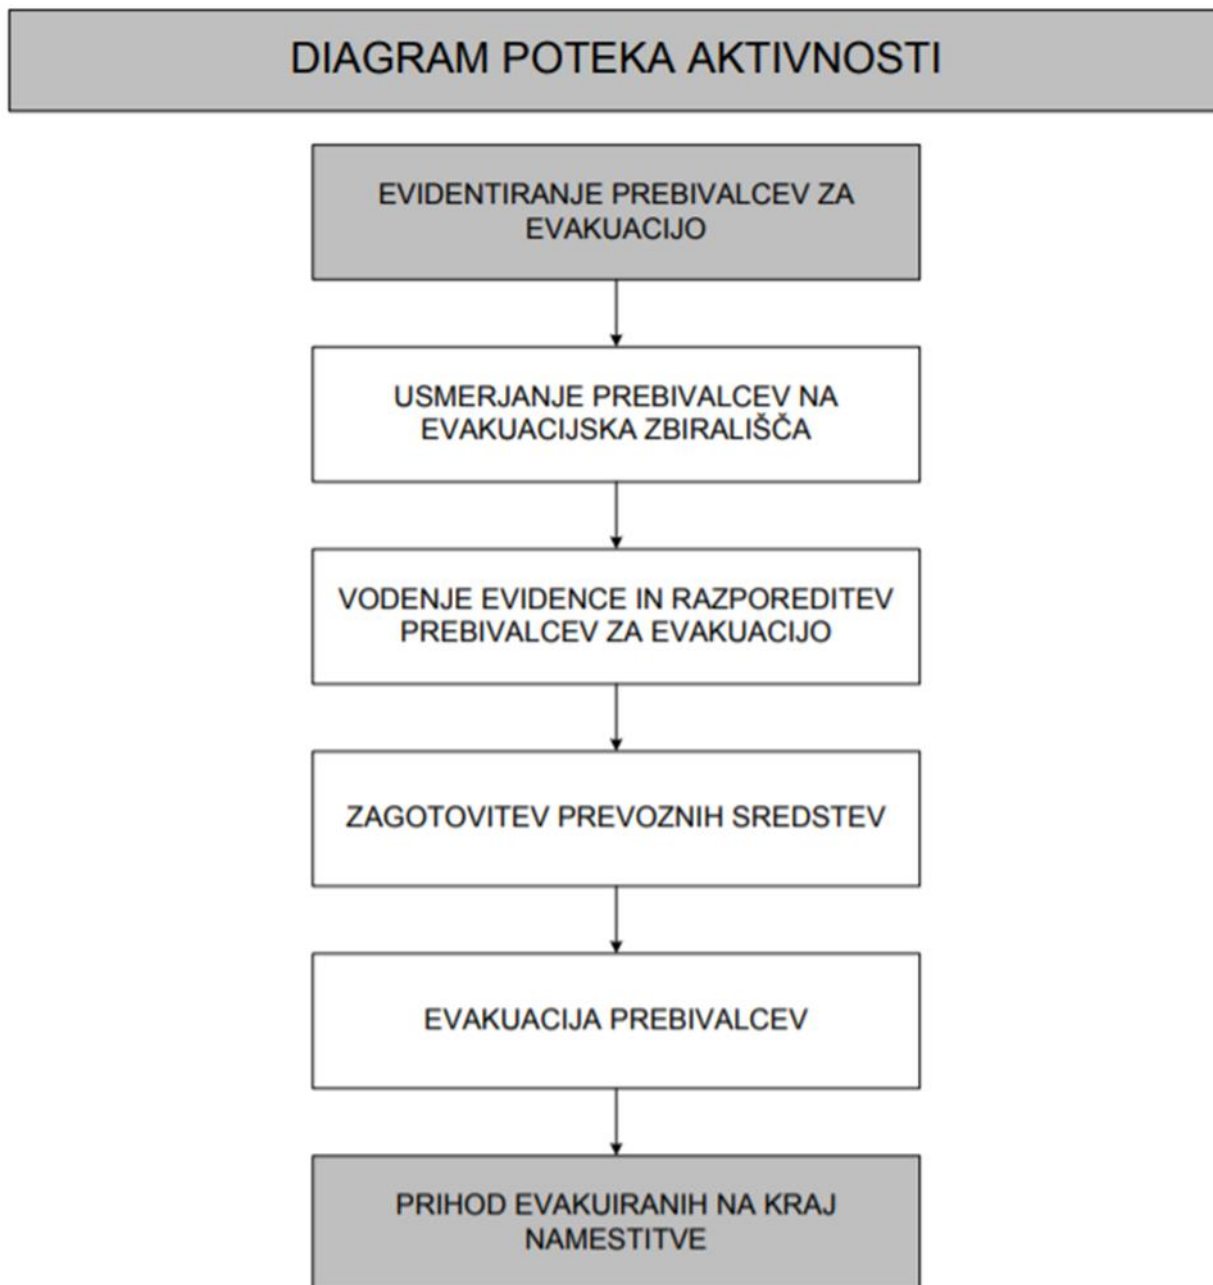 DIAGRAM POTEKA AKTIVNOSTI
EVIDENTIRANJE PREBIVALCEV ZA
EVAKUACIJO
USMERJANJE PREBIVALCEV NA
EVAKUACIJSKA ZBIRALIŠČA
VODENJE EVIDENCE IN RAZPOREDITEV
PREBIVALCEV ZA EVAKUACIJO
ZAGOTOVITEV PREVOZNIH SREDSTEV
EVAKUACIJA PREBIVALCEV
PRIHOD EVAKUIRANIH NA KRAJ
NAMESTITVE